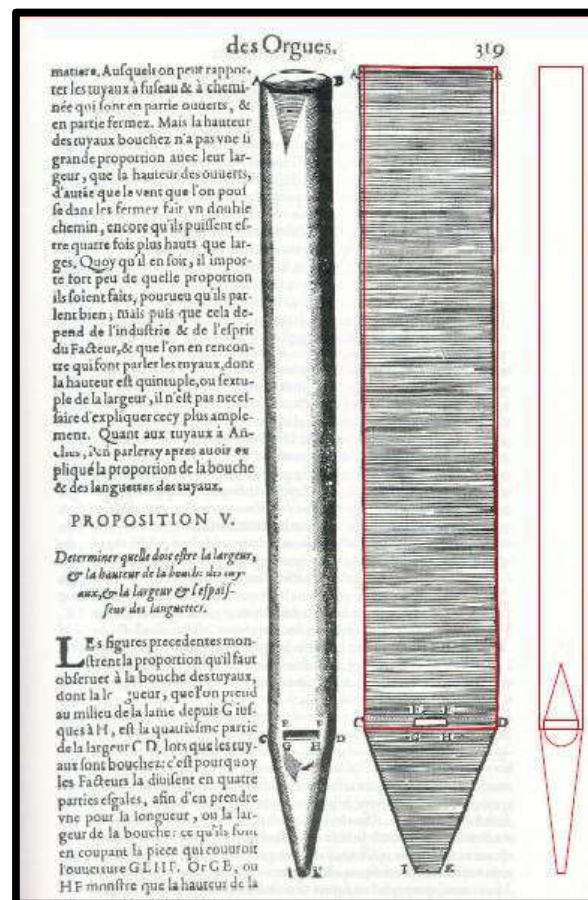 des Orgues. 319
matiere. Ausquels on peut rappor-
ter les tuyaux à fuseau & à chemi-
née qui sont en partie ouuerts, &
en partie fermez. Mais la hauteur
des tuyaux bouchez n'a pas vne si
grande proportion auec leur lar-
geur, que la hauteur des ouuerts,
d'autāt que le vent que l'on pous
se dans les fermez fait vn double
chemin, encore qu'ils puissent es-
tre quatre fois plus hauts que lar-
ges. Quoy qu'il en soit, il impor-
te fort peu de quelle proportion
ils soient faits, pourueu qu'ils par-
lent bien; mais puis que cela de-
pend de l'industrie & de l'esprit
du Facteur, & que l'on en rencon-
tre qui font parler les tuyaux, dont
la hauteur est quintuple, ou sextu-
ple de la largeur, il n'est pas neces-
saire d'expliquer cecy plus ample-
ment. Quant aux tuyaux à An-
ches, i'en parleray apres auoir ex
pliqué la proportion de la bouche
& des languettes des tuyaux.
PROPOSITION V.
Determiner quelle doit estre la largeur,
& la hauteur de la bouche des tuy-
aux, & la largeur & l'espais-
seur des languettes.
LEs figures precedentes mon-
strent la proportion qu'il faut
obseruer à la bouche des tuyaux,
dont la longueur, que l'on prend
au milieu de la lame depuis G ius-
ques à H, est la quatriesme partie
de la largeur C D, lors que les tuy-
aux sont bouchez: c'est pourquoy
les Facteurs la diuisent en quatre
parties esgales, afin d'en prendre
vne pour la longueur, ou la lar-
geur de la bouche: ce qu'ils font
en coupant la piece qui couuroit
l'ouuerture GEHF. Or GE, ou
HF monstre que la hauteur de la
A B
E F
C G H D
I K
A B
E F
C G H D
I K